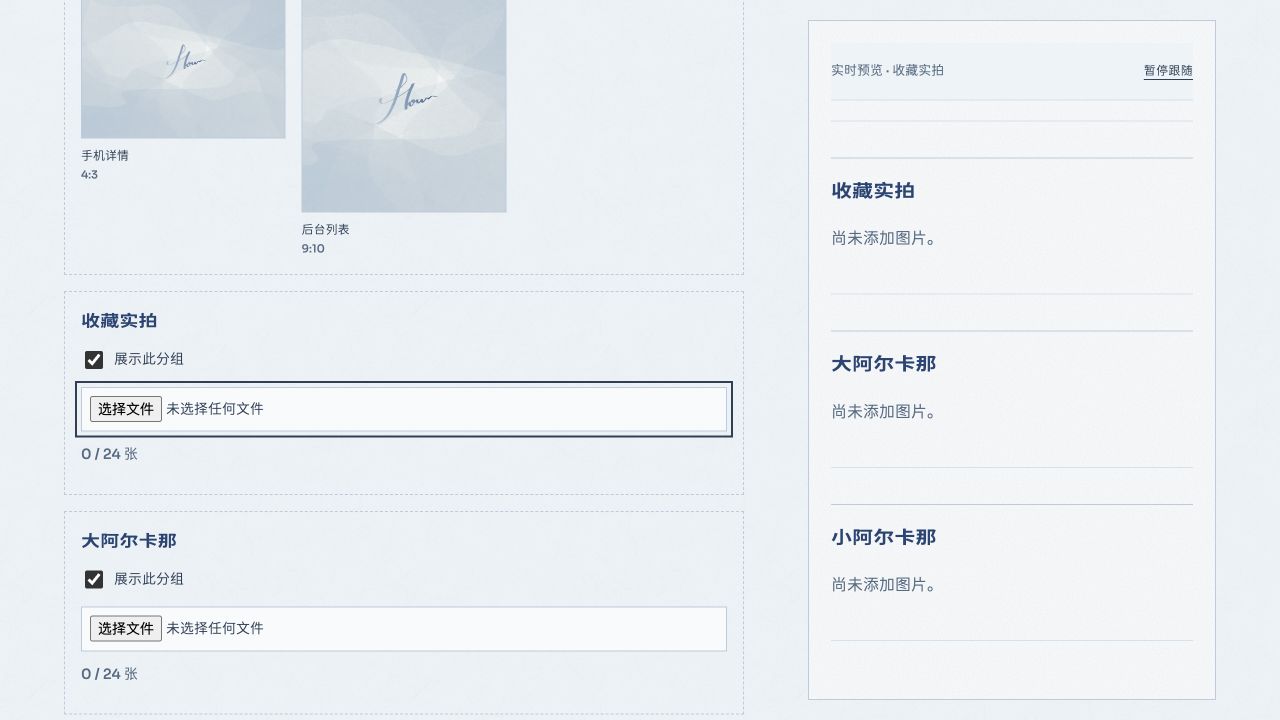 flow
flow
手机详情
4:3
后台列表
9:10
收藏实拍
展示此分组
选择文件 未选择任何文件
0 / 24 张
大阿尔卡那
展示此分组
选择文件 未选择任何文件
0 / 24 张
实时预览 · 收藏实拍
暂停跟随
收藏实拍
尚未添加图片。
大阿尔卡那
尚未添加图片。
小阿尔卡那
尚未添加图片。